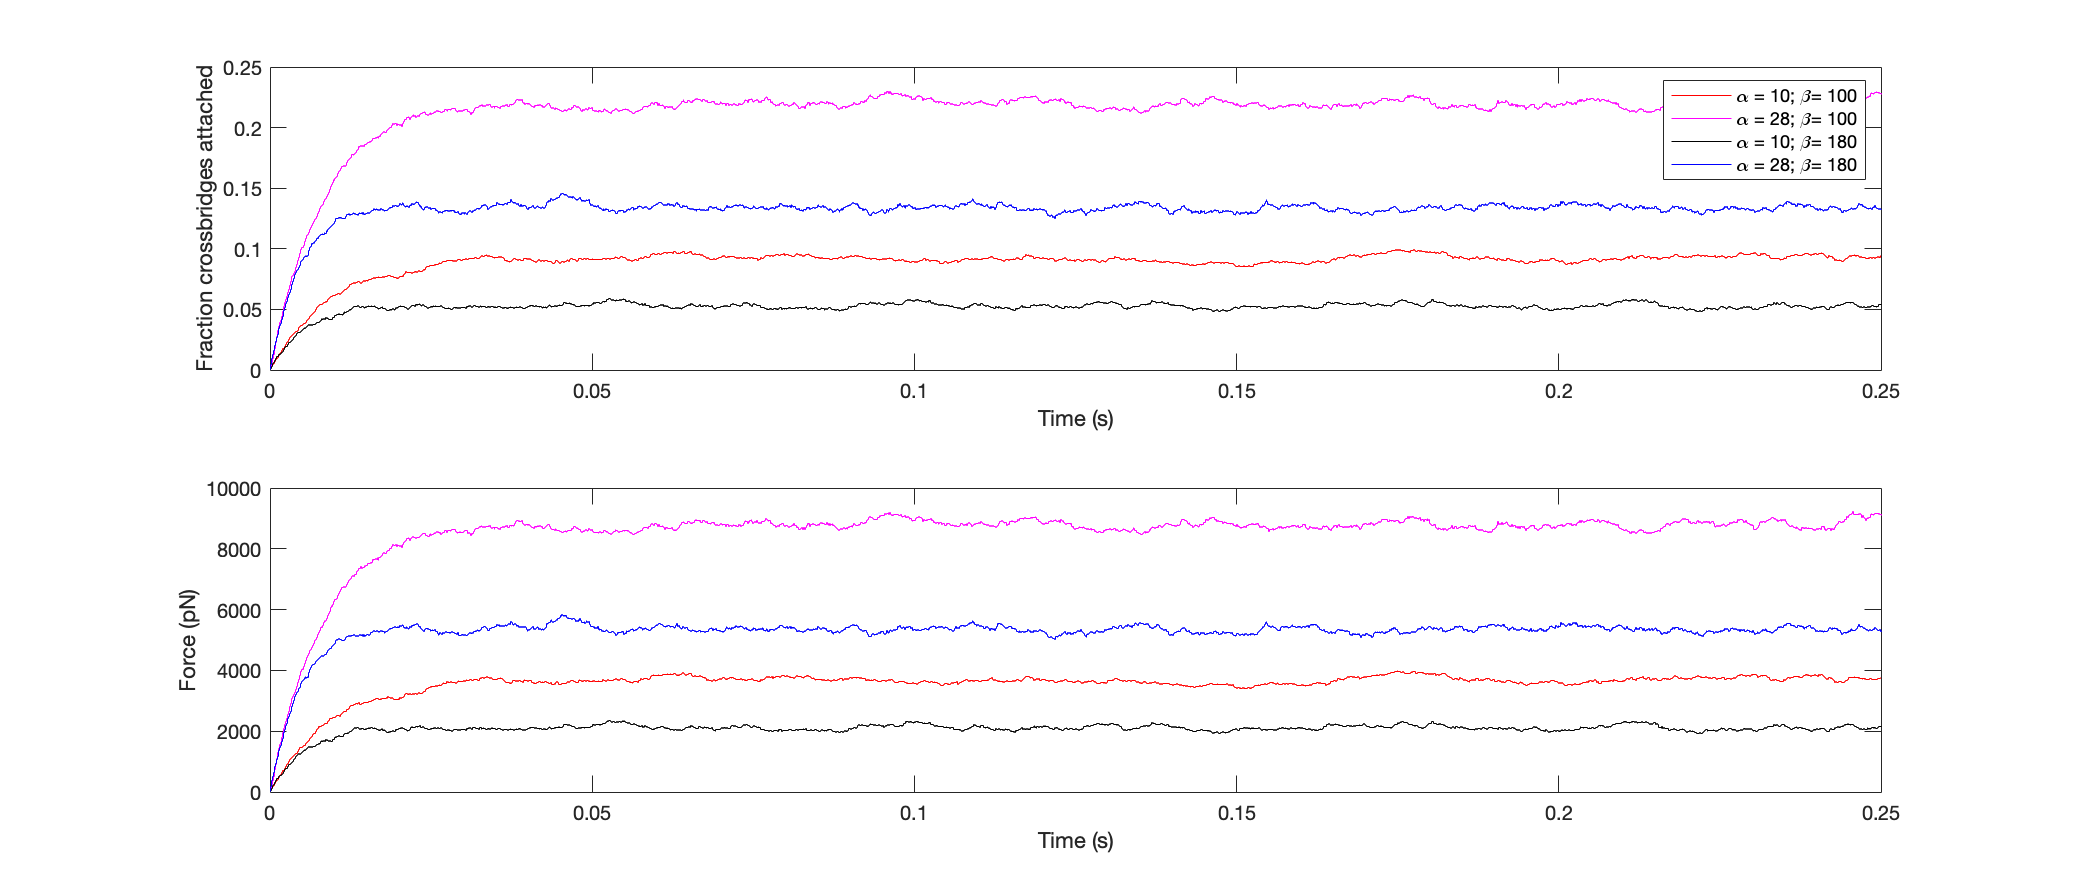 Fraction crossbridges attached
0.25
0.2
0.15
0.1
0.05
0
α = 10; β= 100
α = 28; β= 100
α = 10; β= 180
α = 28; β= 180
0 0.05 0.1 0.15 0.2 0.25
Time (s)
Force (pN)
10000
8000
6000
4000
2000
0
0 0.05 0.1 0.15 0.2 0.25
Time (s)